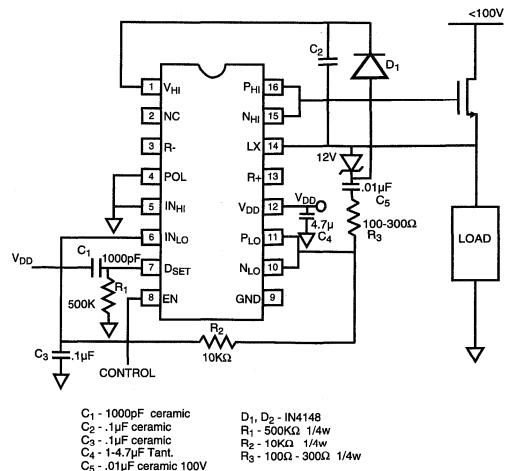 <100V
C2
D1
1 VHI PHI 16
2 NC NHI 15
3 R- LX 14
12V
4 POL R+ 13
.01µF
C5
5 INHI VDD 12
VDD
4.7µ
C4
100-300Ω
R3
6 INLO PLO 11
LOAD
VDD
C1
1000pF
7 DSET NLO 10
R1
500K
8 EN GND 9
R2
10KΩ
C3 .1µF
CONTROL
C1 - 1000pF ceramic
C2 - .1µF ceramic
C3 - .1µF ceramic
C4 - 1-4.7µF Tant.
C5 - .01µF ceramic 100V
D1, D2 - IN4148
R1 - 500KΩ 1/4w
R2 - 10KΩ 1/4w
R3 - 100Ω - 300Ω 1/4w